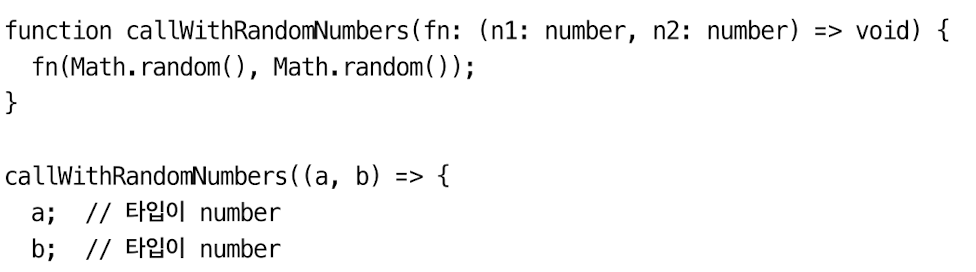 function callWithRandomNumbers(fn: (n1: number, n2: number) => void) {
  fn(Math.random(), Math.random());
}

callWithRandomNumbers((a, b) => {
  a;  // 타입이 number
  b;  // 타입이 number